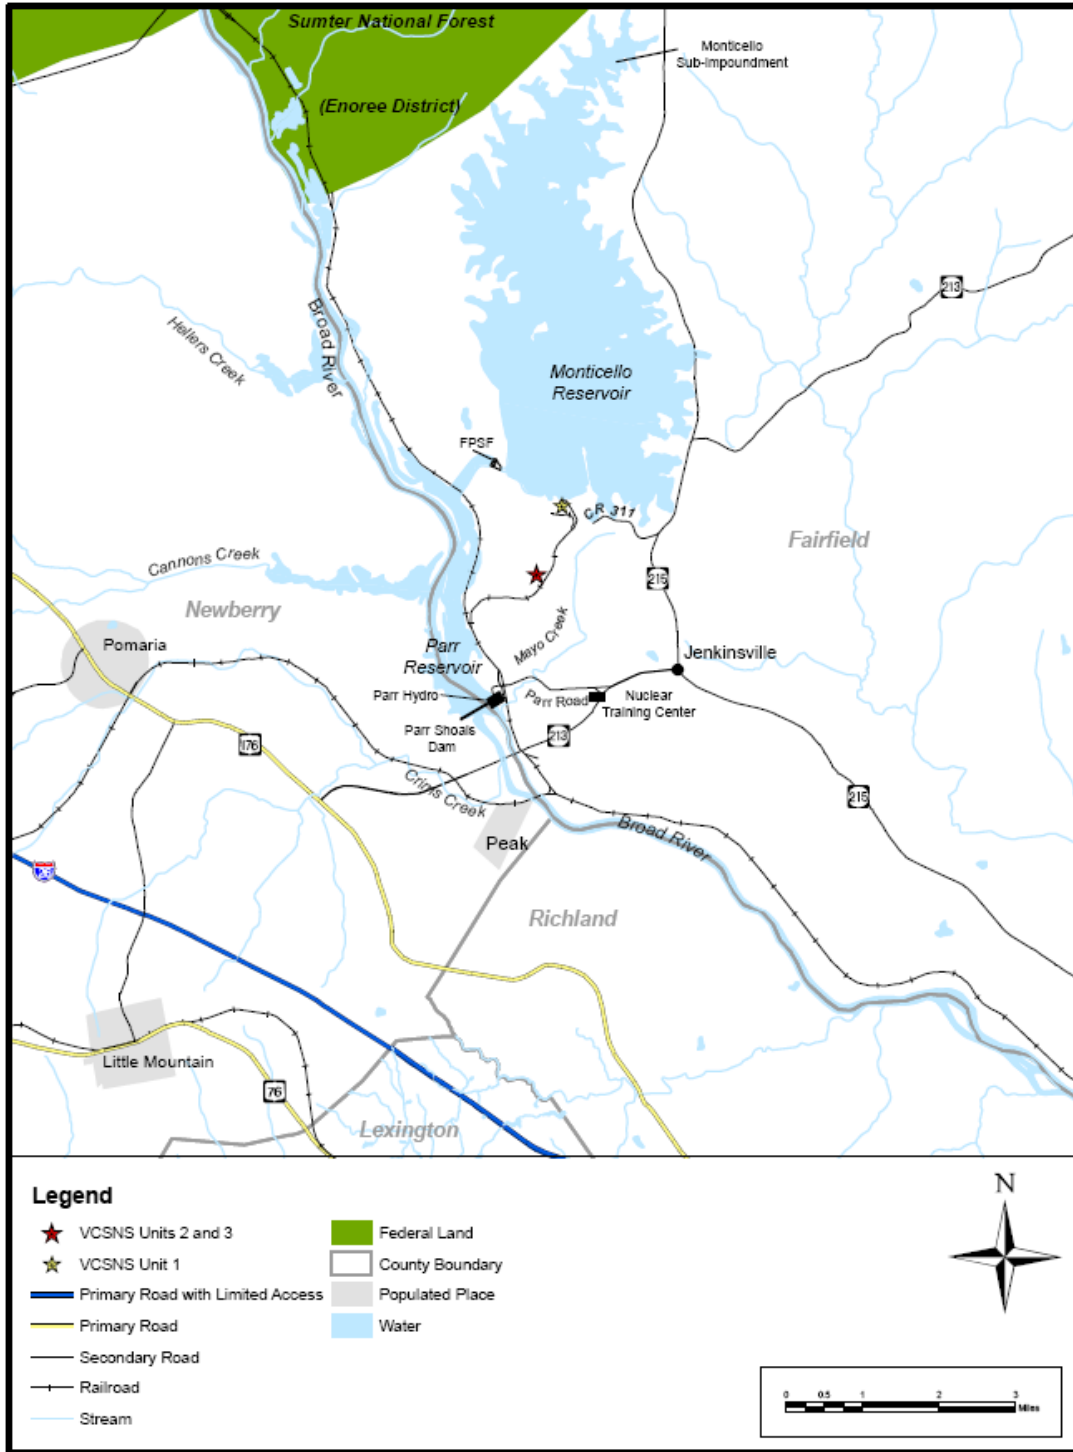 Sumter National Forest
Monticello
Sub-Impoundment
(Enoree District)
213
Broad River
Hellers Creek
Monticello
Reservoir
FPSF
CR 311
Fairfield
Cannons Creek
215
Newberry
Mayo Creek
Pomaria
Parr
Reservoir
Jenkinsville
Parr Hydro
Parr Road
Nuclear
Training Center
Parr Shoals
Dam
213
176
Crims Creek
215
Peak
Broad River
26
Richland
Little Mountain
76
Lexington
Legend
N
VCSNS Units 2 and 3
Federal Land
VCSNS Unit 1
County Boundary
Primary Road with Limited Access
Populated Place
Primary Road
Water
Secondary Road
Railroad
Stream
0 0.5 1 2 3
Miles